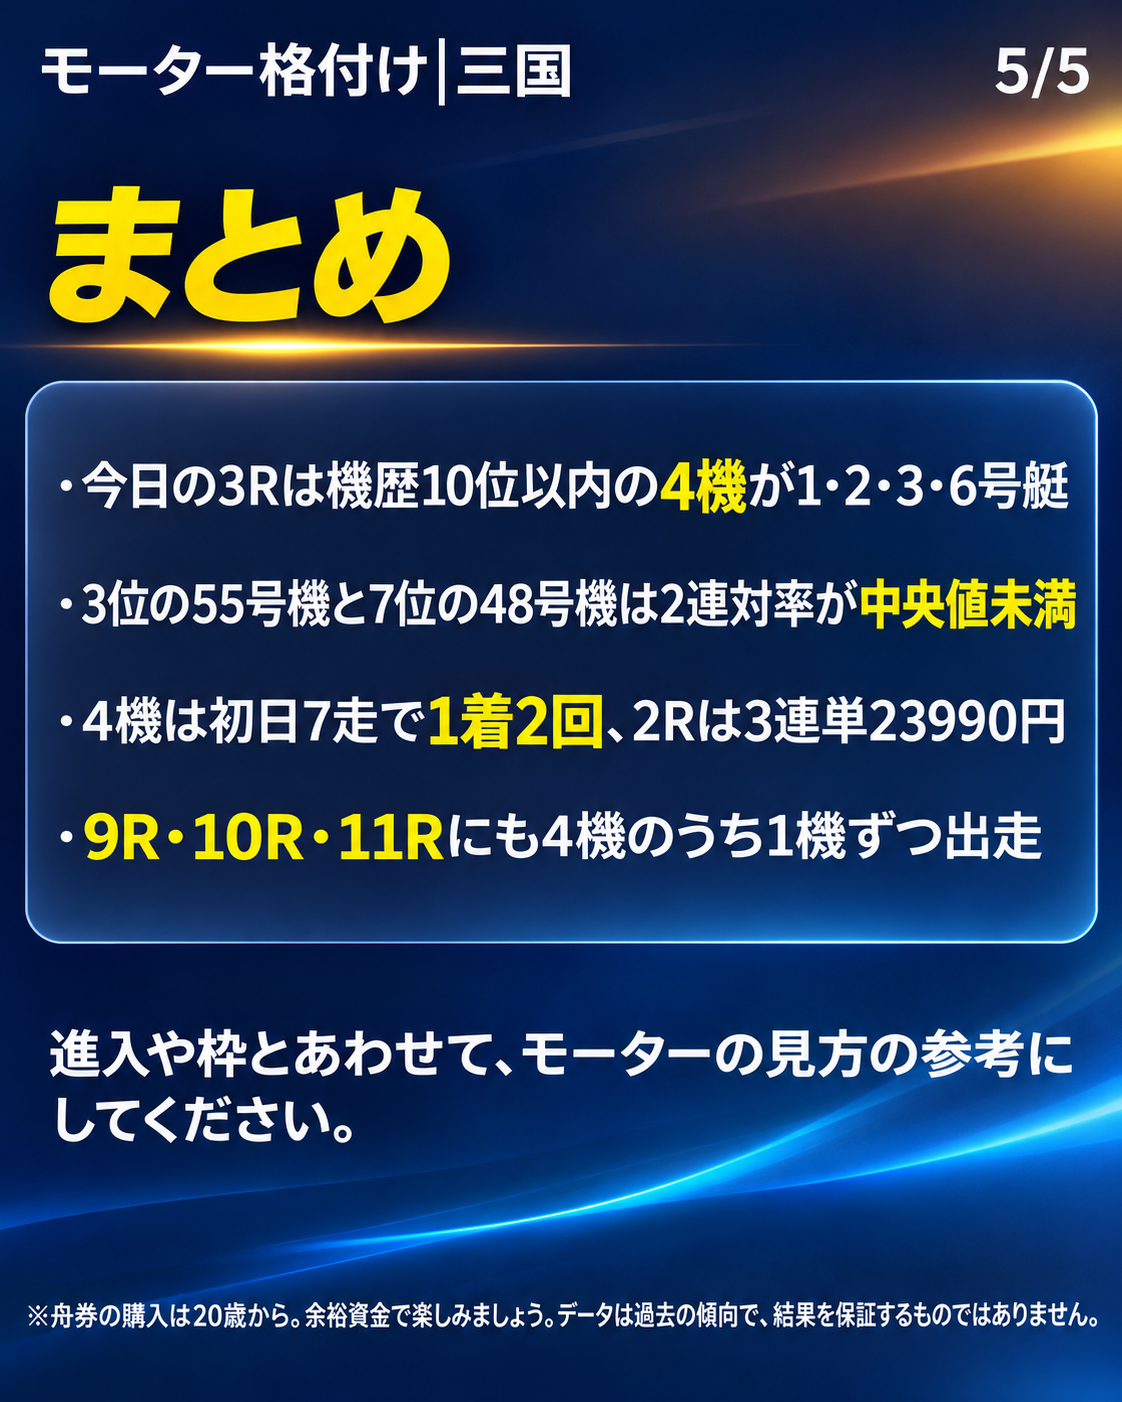 モーター格付け|三国
5/5
まとめ
・今日の3Rは機歴10位以内の4機が1・2・3・6号艇
・3位の55号機と7位の48号機は2連対率が中央値未満
・4機は初日7走で1着2回、2Rは3連単23990円
・9R・10R・11Rにも4機のうち1機ずつ出走
進入や枠とあわせて、モーターの見方の参考に
してください。
※舟券の購入は20歳から。余裕資金で楽しみましょう。データは過去の傾向で、結果を保証するものではありません。